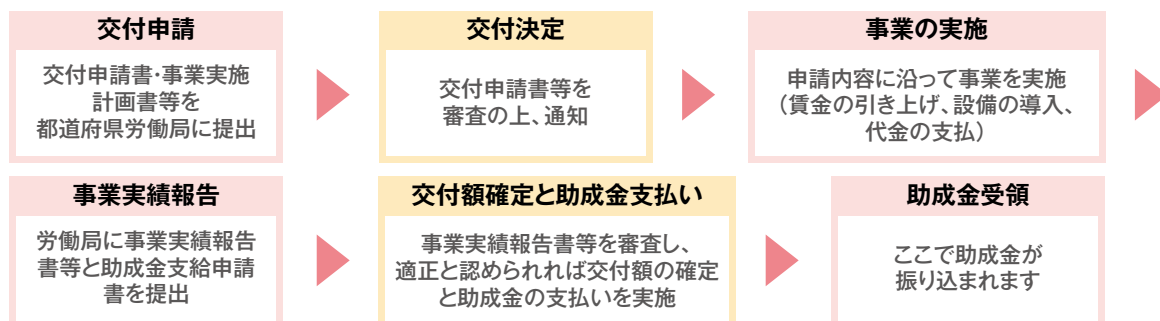 交付申請
交付申請書・事業実施
計画書等を
都道府県労働局に提出
交付決定
交付申請書等を
審査の上、通知
事業の実施
申請内容に沿って事業を実施
（賃金の引き上げ、設備の導入、
代金の支払）
事業実績報告
労働局に事業実績報告
書等と助成金支給申請
書を提出
交付額確定と助成金支払い
事業実績報告書等を審査し、
適正と認められれば交付額の確定
と助成金の支払いを実施
助成金受領
ここで助成金が
振り込まれます